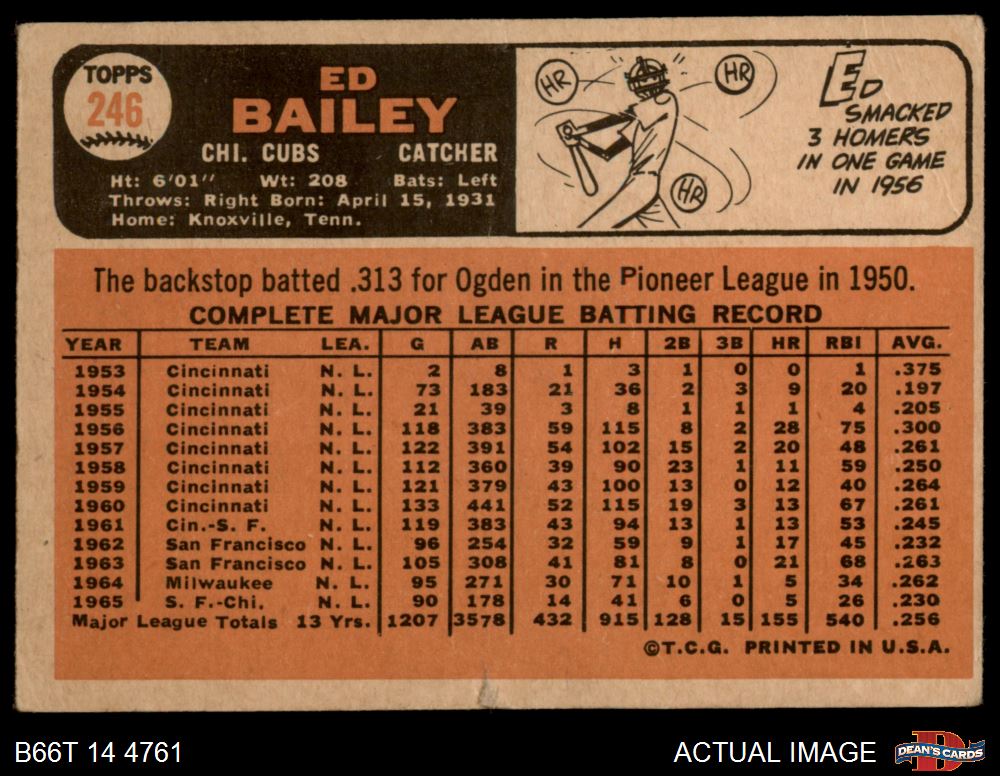 TOPPS
246
ED
BAILEY
CHI. CUBS CATCHER
Ht: 6'01" Wt: 208 Bats: Left
Throws: Right Born: April 15, 1931
Home: Knoxville, Tenn.
HR
HR
HR
ED
SMACKED
3 HOMERS
IN ONE GAME
IN 1956
The backstop batted .313 for Ogden in the Pioneer League in 1950.
COMPLETE MAJOR LEAGUE BATTING RECORD
YEAR TEAM LEA. G AB R H 2B 3B HR RBI AVG.
1953 Cincinnati N. L. 2 8 1 3 1 0 0 1 .375
1954 Cincinnati N. L. 73 183 21 36 2 3 9 20 .197
1955 Cincinnati N. L. 21 39 3 8 1 1 1 4 .205
1956 Cincinnati N. L. 118 383 59 115 8 2 28 75 .300
1957 Cincinnati N. L. 122 391 54 102 15 2 20 48 .261
1958 Cincinnati N. L. 112 360 39 90 23 1 11 59 .250
1959 Cincinnati N. L. 121 379 43 100 13 0 12 40 .264
1960 Cincinnati N. L. 133 441 52 115 19 3 13 67 .261
1961 Cin.-S. F. N. L. 119 383 43 94 13 1 13 53 .245
1962 San Francisco N. L. 96 254 32 59 9 1 17 45 .232
1963 San Francisco N. L. 105 308 41 81 8 0 21 68 .263
1964 Milwaukee N. L. 95 271 30 71 10 1 5 34 .262
1965 S. F.-Chi. N. L. 90 178 14 41 6 0 5 26 .230
Major League Totals 13 Yrs. 1207 3578 432 915 128 15 155 540 .256
©T.C.G. PRINTED IN U.S.A.
B66T 14 4761
ACTUAL IMAGE
DEAN'S CARDS